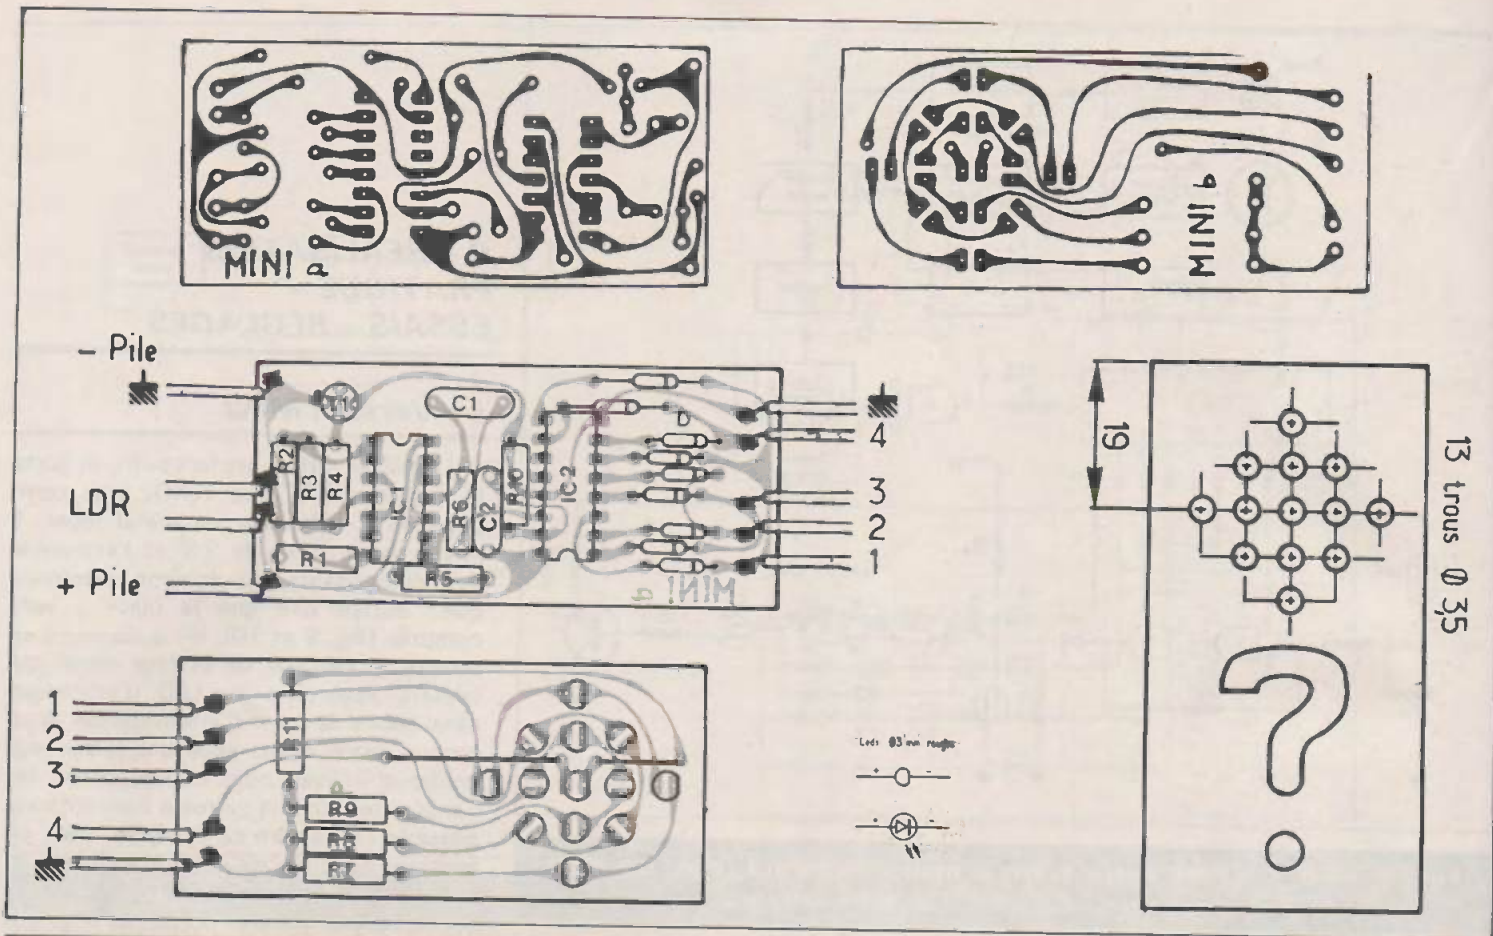 MINI a
MINI b
- Pile
LDR
+ Pile
T1
C1
R2
R3
R4
IC1
R6
C2
R10
IC2
D
R1
R5
MINI a
4
3
2
1
19
13 trous Ø 3,5
?
1
2
3
4
R11
R9
R8
R7
Leds Ø3 mm rouges
+ -
+ -